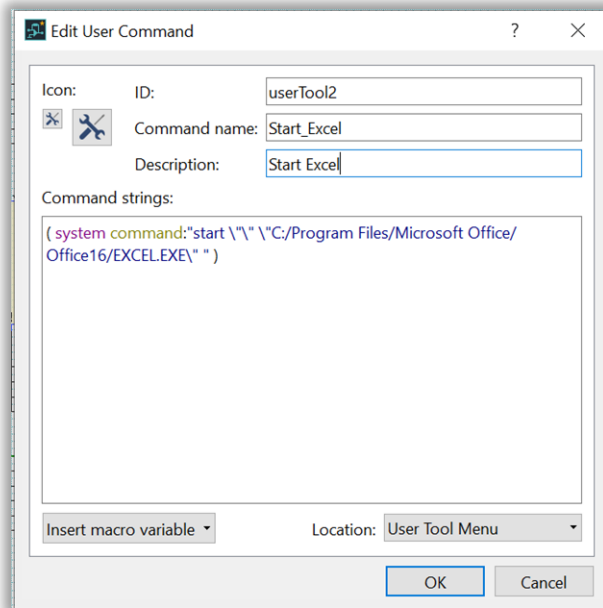 Edit User Command
Icon:
ID:
userTool2
Command name:
Start_Excel
Description:
Start Excel
Command strings:
( system command:"start \"\" \"C:/Program Files/Microsoft Office/
Office16/EXCEL.EXE\" " )
Insert macro variable
Location:
User Tool Menu
OK
Cancel